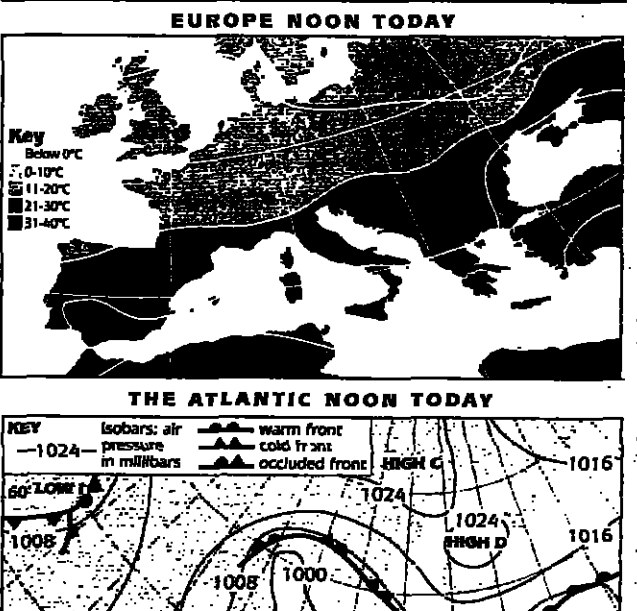 EUROPE NOON TODAY
Key
Below 0°C
0-10°C
11-20°C
21-30°C
31-40°C
THE ATLANTIC NOON TODAY
KEY
Isobars: air
pressure
in millibars
—1024—
warm front
cold front
occluded front
HIGH C
1016
1024
60°
LOW
1008
1024
HIGH D
1016
1008
1000